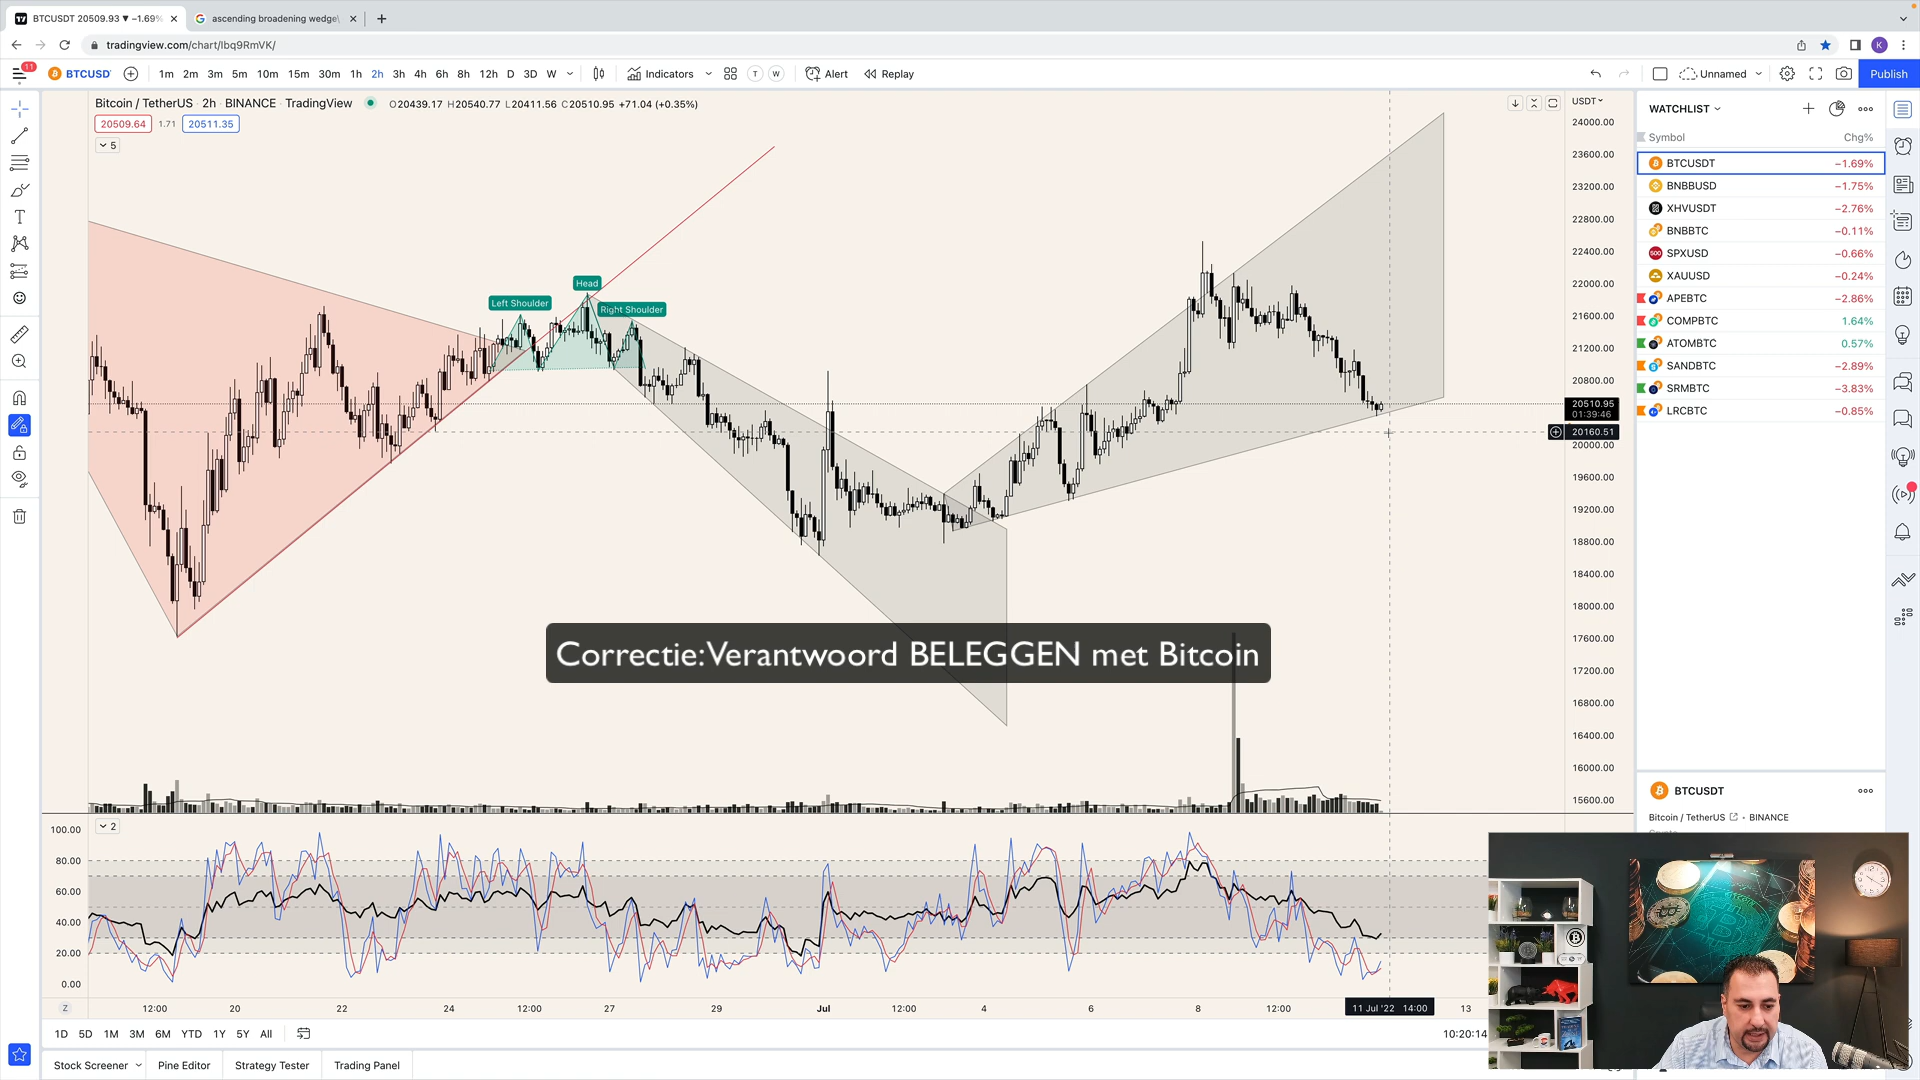 BTCUSDT 20509.93 ▼ −1.69%
ascending broadening wedge
tradingview.com/chart/Ibq9RmVK/
K
11
BTCUSD
1m 2m 3m 5m 10m 15m 30m 1h 2h 3h 4h 6h 8h 12h D 3D W
Indicators
T
W
Alert
Replay
Unnamed
Publish
Bitcoin / TetherUS · 2h · BINANCE · TradingView
O20439.17 H20540.77 L20411.56 C20510.95 +71.04 (+0.35%)
20509.64 1.71 20511.35
5
USDT
24000.00
23600.00
23200.00
22800.00
22400.00
22000.00
21600.00
21200.00
20800.00
20510.95
01:39:46
20160.51
20000.00
19600.00
19200.00
18800.00
18400.00
18000.00
17600.00
17200.00
16800.00
16400.00
16000.00
15600.00
Left Shoulder
Head
Right Shoulder
Correctie:Verantwoord BELEGGEN met Bitcoin
2
100.00
80.00
60.00
40.00
20.00
0.00
Z
12:00 20 22 24 12:00 27 29 Jul 12:00 4 6 8 12:00 11 Jul '22 14:00 13
1D 5D 1M 3M 6M YTD 1Y 5Y All
10:20:14
Stock Screener
Pine Editor
Strategy Tester
Trading Panel
WATCHLIST
Symbol Chg%
BTCUSDT −1.69%
BNBBUSD −1.75%
XHVUSDT −2.76%
BNBBTC −0.11%
SPXUSD −0.66%
XAUUSD −0.24%
APEBTC −2.86%
COMPBTC 1.64%
ATOMBTC 0.57%
SANDBTC −2.89%
SRMBTC −3.83%
LRCBTC −0.85%
BTCUSDT
Bitcoin / TetherUS · BINANCE